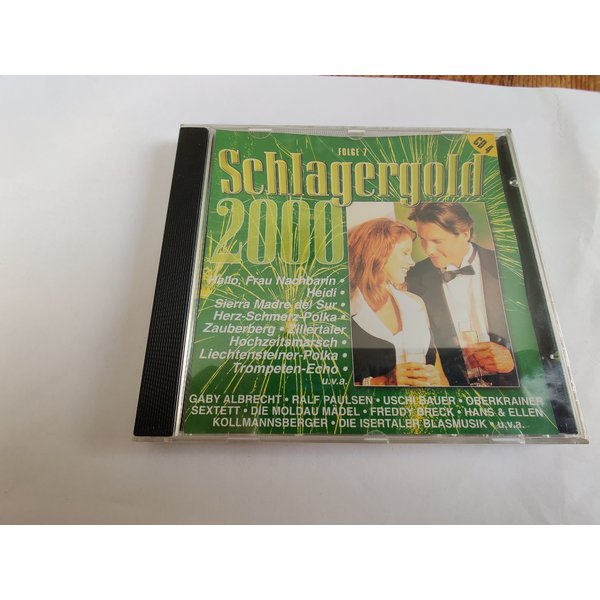 FOLGE 7
CD 4
Schlagergold
2000
Hallo, Frau Nachbarin •
Heidi •
Sierra Madre del Sur •
Herz-Schmerz-Polka •
Zauberberg • Zillertaler
Hochzeitsmarsch •
Liechtensteiner-Polka •
Trompeten-Echo •
u.v.a.
GABY ALBRECHT • RALF PAULSEN • USCHI BAUER • OBERKRAINER
SEXTETT • DIE MOLDAU MÄDEL • FREDDY BRECK • HANS & ELLEN
KOLLMANNSBERGER • DIE ISERTALER BLASMUSIK • u.v.a.